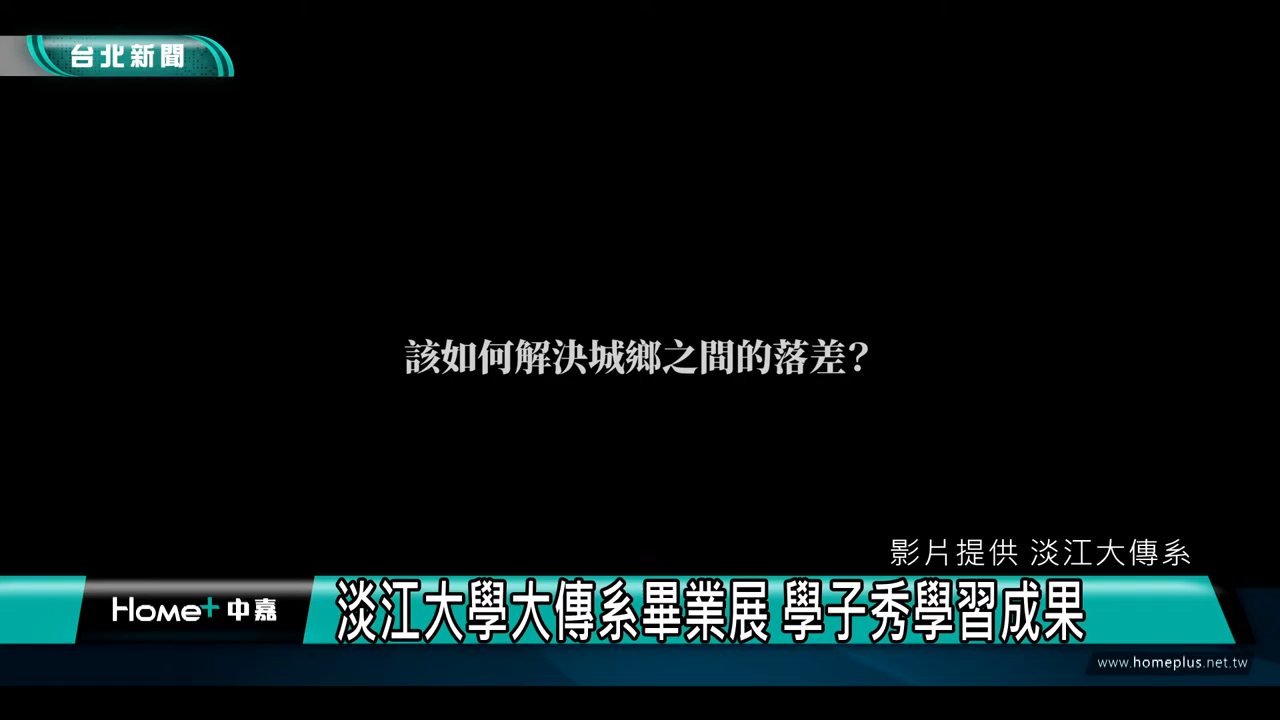 台北新聞
該如何解決城鄉之間的落差?
影片提供 淡江大傳系
Home+ 中嘉
淡江大學大傳系畢業展 學子秀學習成果
www.homeplus.net.tw